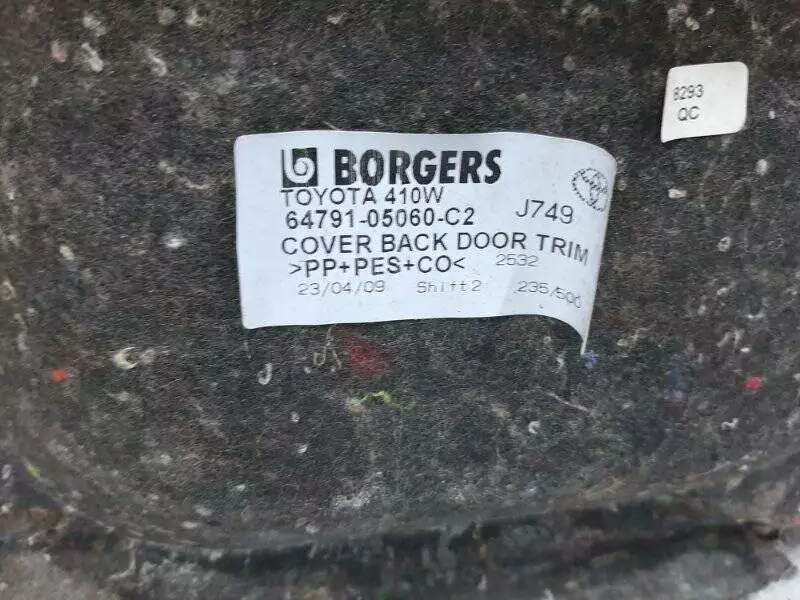 BORGERS
TOYOTA 410W
64791-05060-C2 J749
COVER BACK DOOR TRIM
>PP+PES+CO< 2532
23/04/09 Shift2 235/500
8293
QC